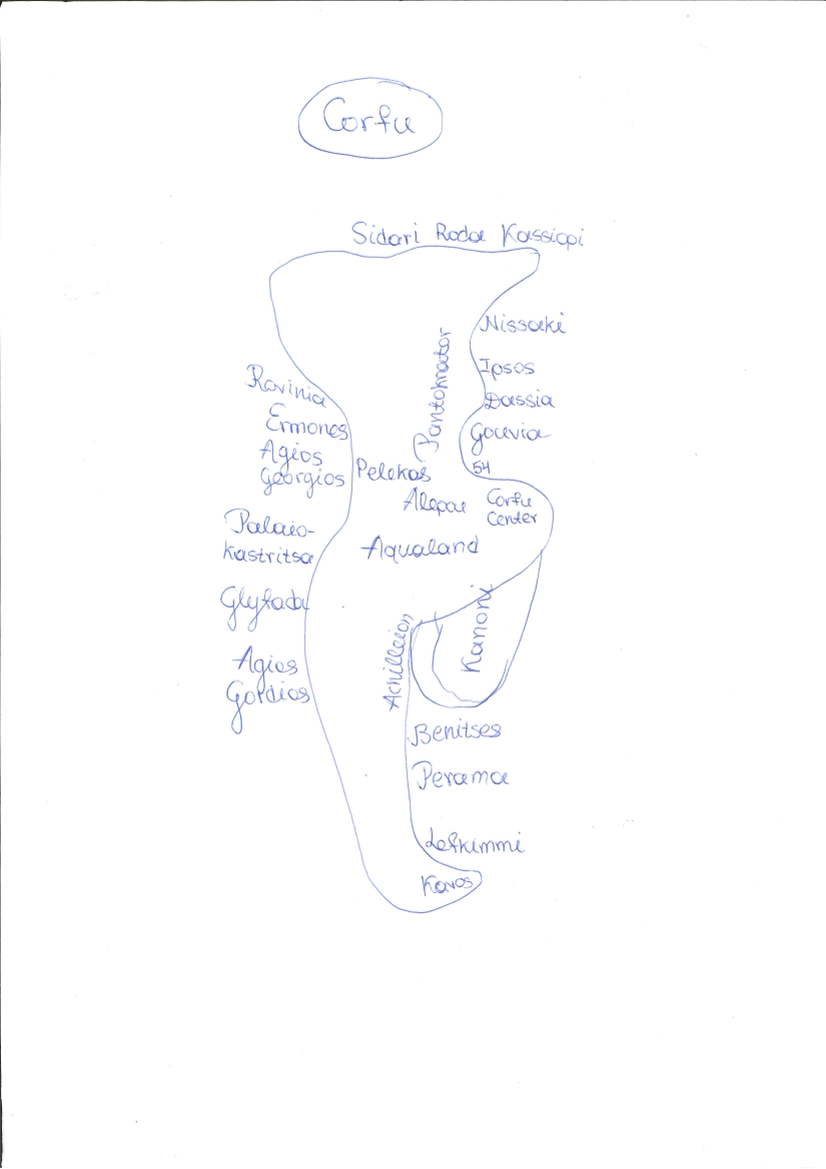 Corfu
Sidari Roda Kassiopi
Nissaki
Pantokrator
Ipsos
Rovinia
Dassia
Ermones
Gouvia
Agios
Georgios
Pelekas
54
Alepou
Corfu
Center
Palaio-
kastritsa
Aqualand
Glyfada
Kanoni
Achilleion
Agios
Gordios
Benitses
Perama
Lefkimmi
Kavos